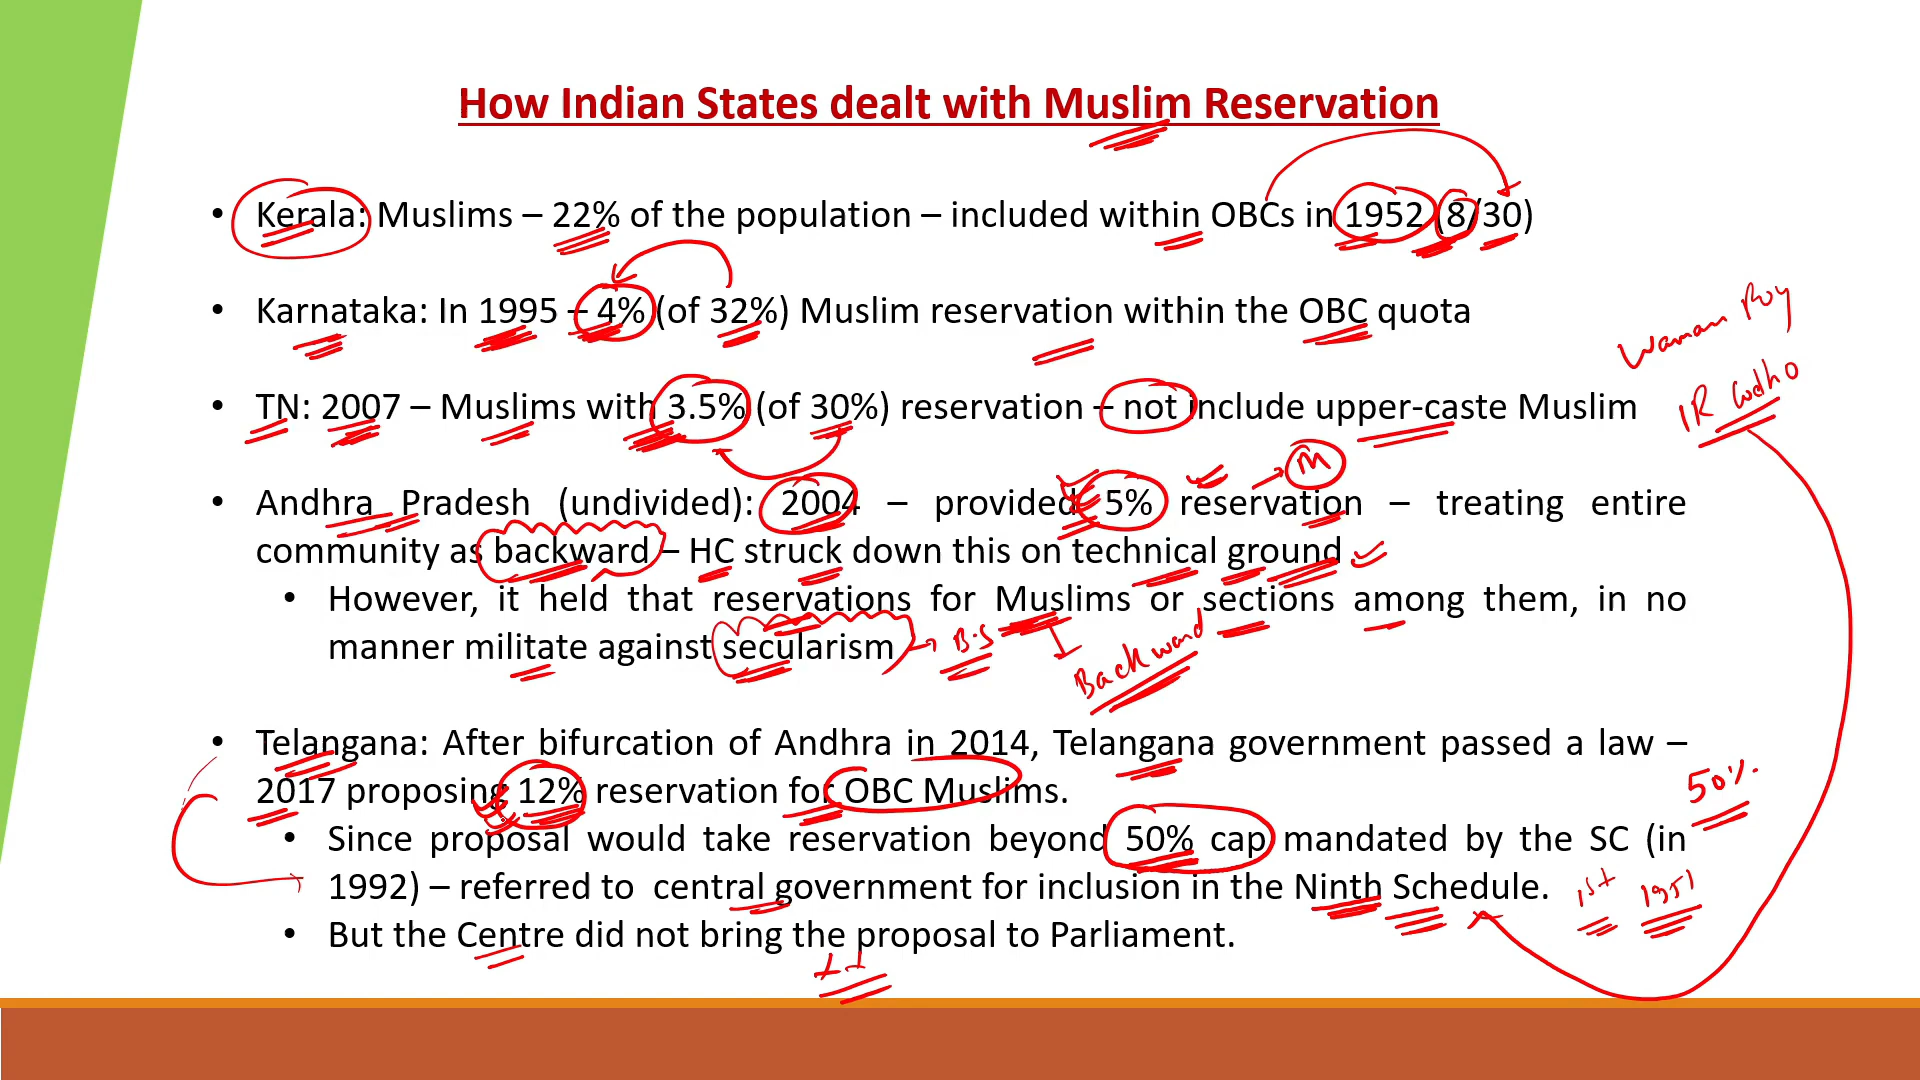 How Indian States dealt with Muslim Reservation
• Kerala: Muslims – 22% of the population – included within OBCs in 1952 (8/30)
• Karnataka: In 1995 – 4% (of 32%) Muslim reservation within the OBC quota
Waman Roy
• TN: 2007 – Muslims with 3.5% (of 30%) reservation – not include upper-caste Muslim
IR Coelho
M
• Andhra Pradesh (undivided): 2004 – provided 5% reservation – treating entire
community as backward – HC struck down this on technical ground
• However, it held that reservations for Muslims or sections among them, in no
manner militate against secularism
B.S
Backward
• Telangana: After bifurcation of Andhra in 2014, Telangana government passed a law –
2017 proposing 12% reservation for OBC Muslims.
50%.
• Since proposal would take reservation beyond 50% cap mandated by the SC (in
1992) – referred to central government for inclusion in the Ninth Schedule.
1st 1951
• But the Centre did not bring the proposal to Parliament.